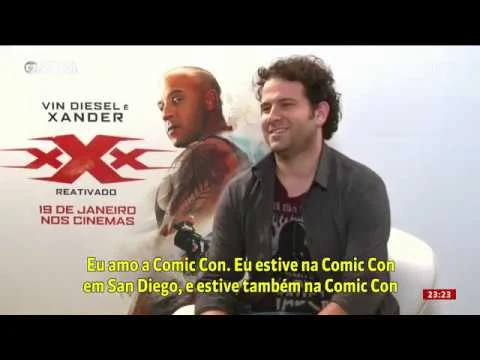 VIN DIESEL É
XANDER
xXx
REATIVADO
19 DE JANEIRO
NOS CINEMAS
Eu amo a Comic Con. Eu estive na Comic Con
em San Diego, e estive também na Comic Con
23:23